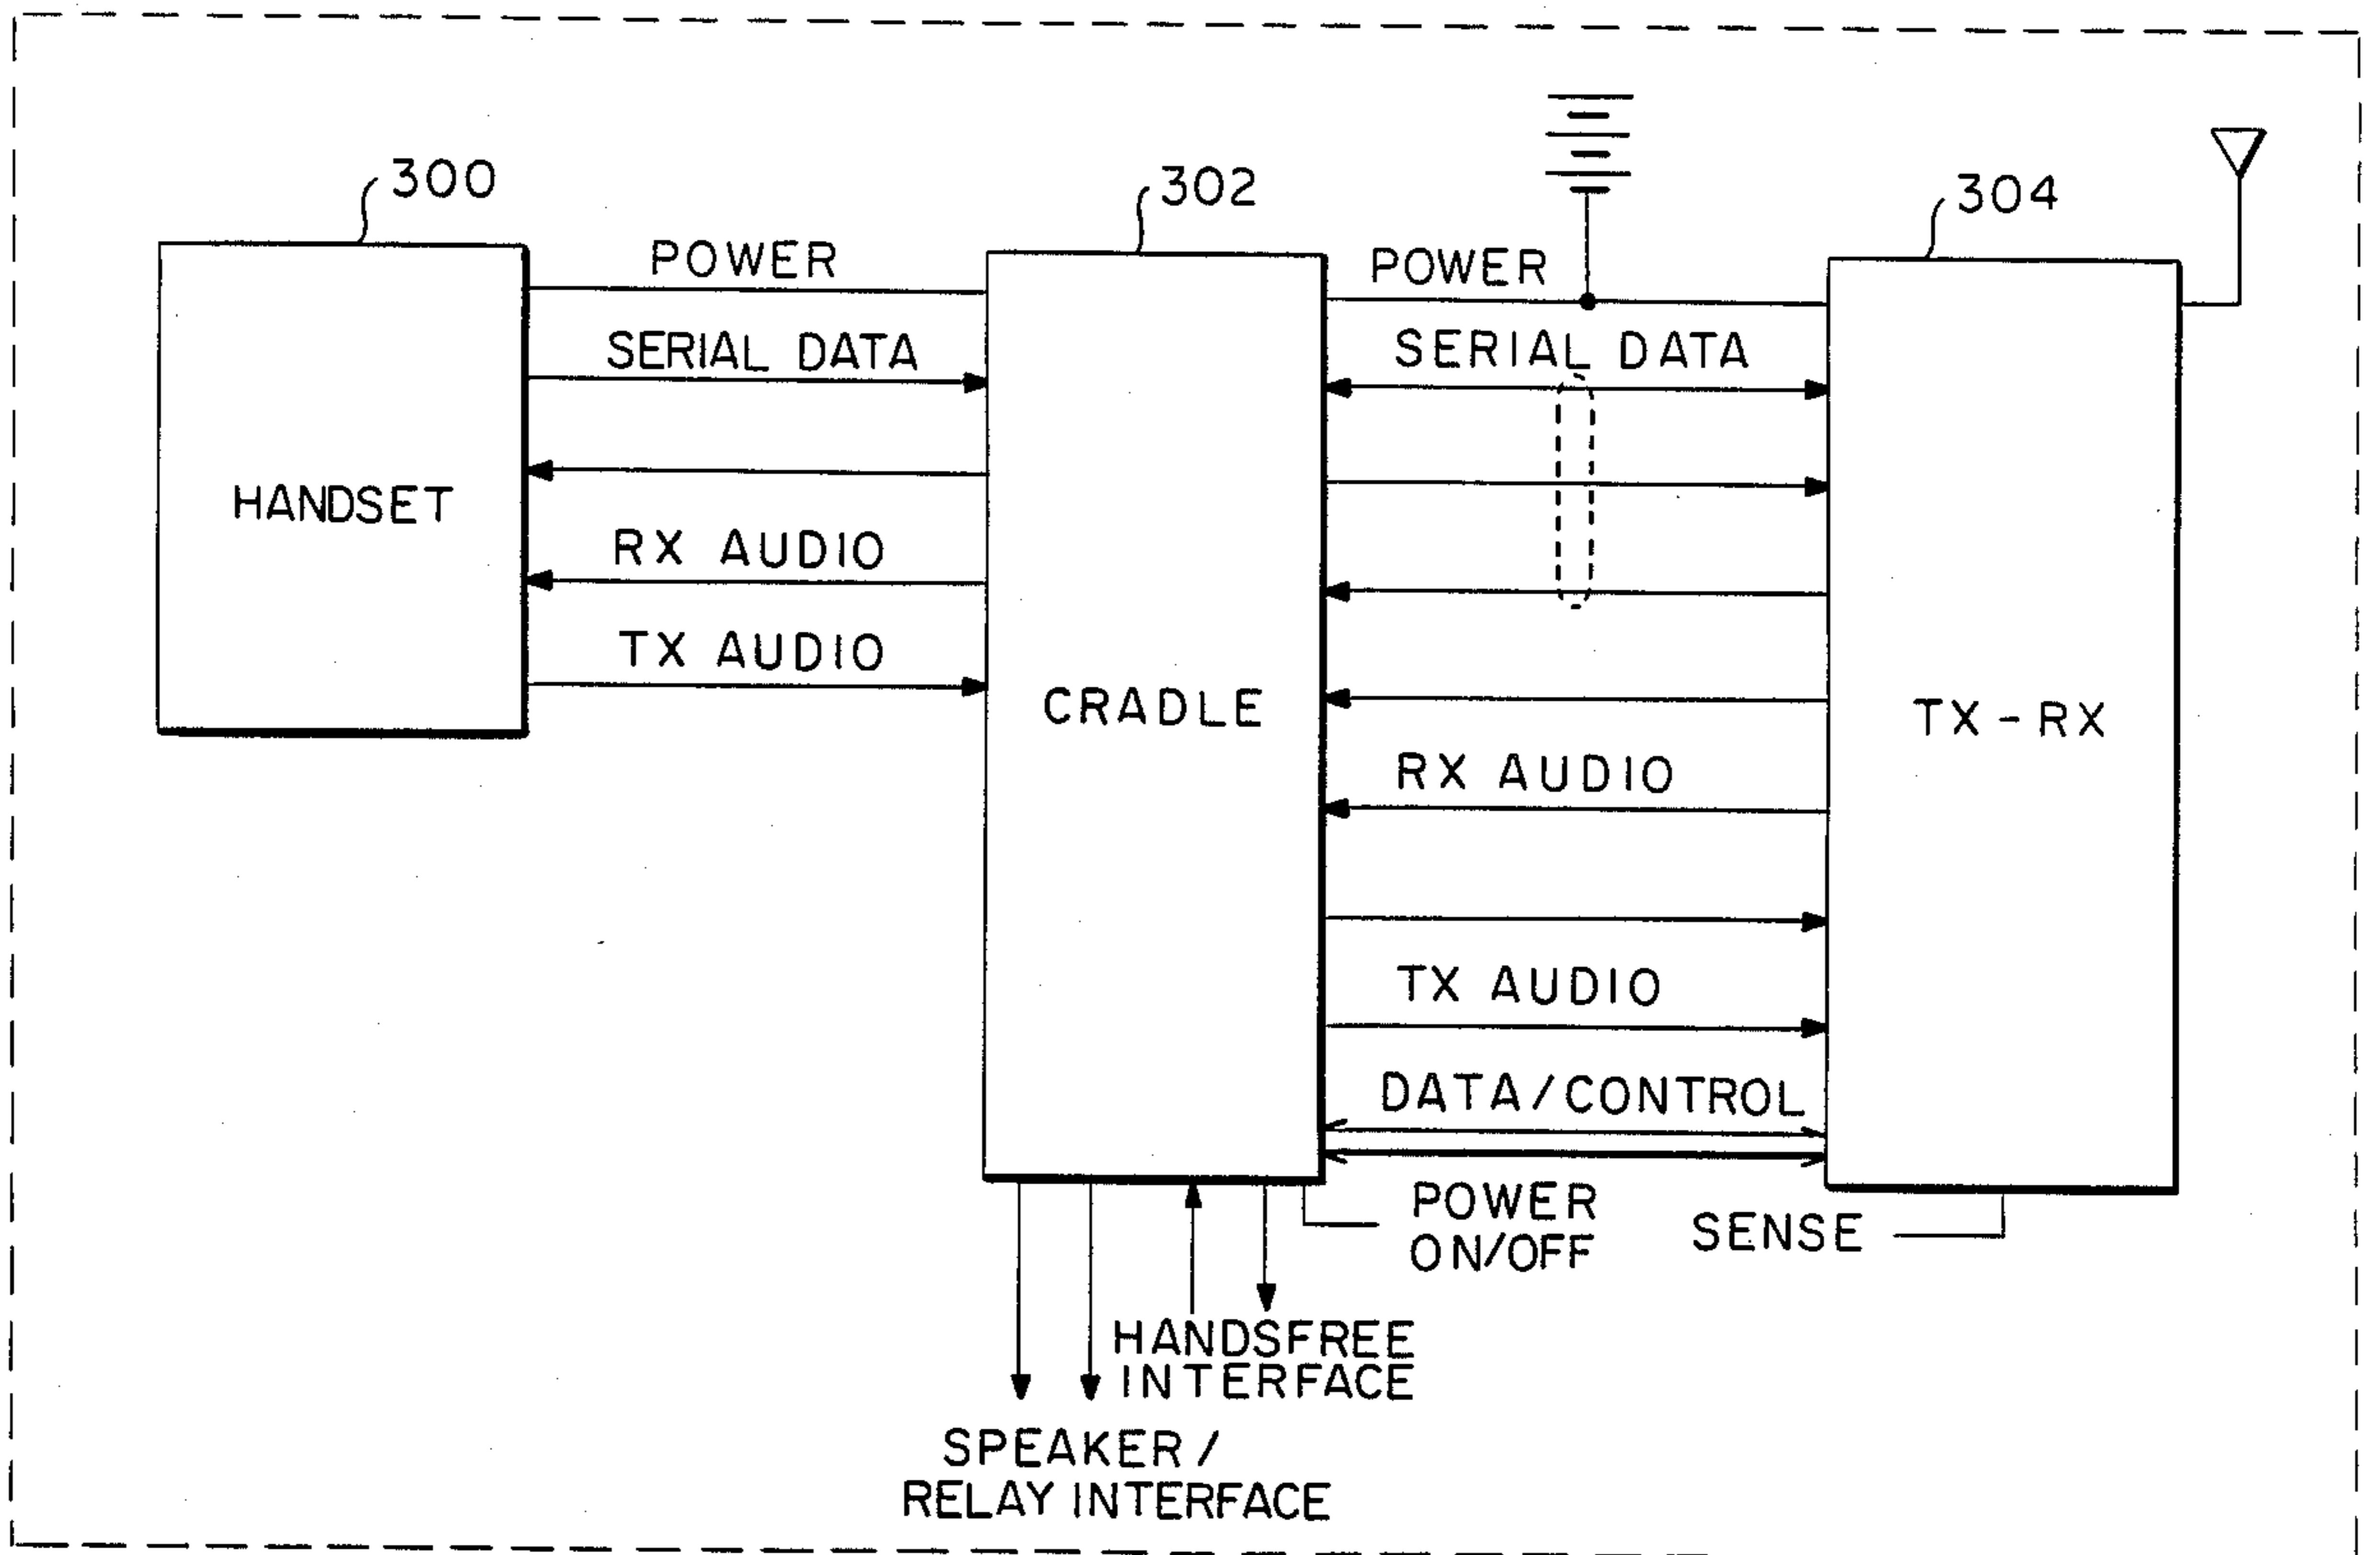 300
302
304
POWER
POWER
SERIAL DATA
SERIAL DATA
HANDSET
RX AUDIO
TX AUDIO
CRADLE
TX-RX
RX AUDIO
TX AUDIO
DATA/CONTROL
POWER
ON/OFF
SENSE
HANDSFREE
INTERFACE
SPEAKER/
RELAY INTERFACE